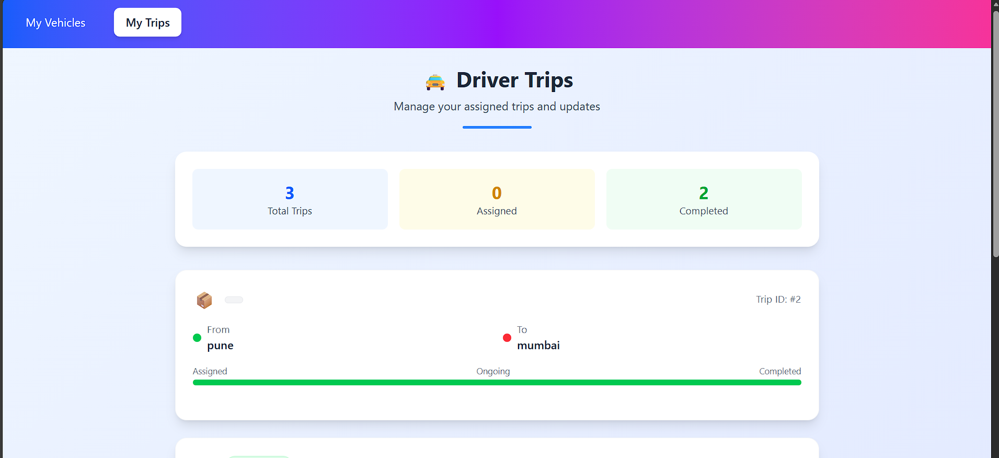 My Vehicles
My Trips
Driver Trips
Manage your assigned trips and updates
3
Total Trips
0
Assigned
2
Completed
Trip ID: #2
From
pune
To
mumbai
Assigned
Ongoing
Completed